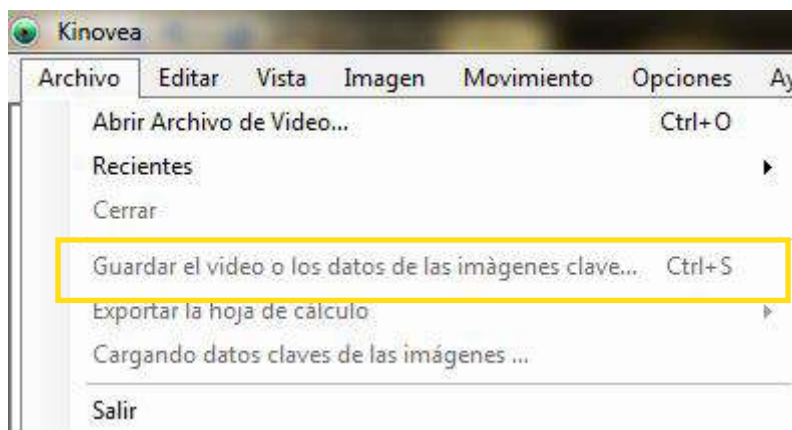 Kinovea
Archivo Editar Vista Imagen Movimiento Opciones Ay
Abrir Archivo de Video... Ctrl+O
Recientes
Cerrar
Guardar el video o los datos de las imàgenes clave... Ctrl+S
Exportar la hoja de cálculo
Cargando datos claves de las imágenes ...
Salir